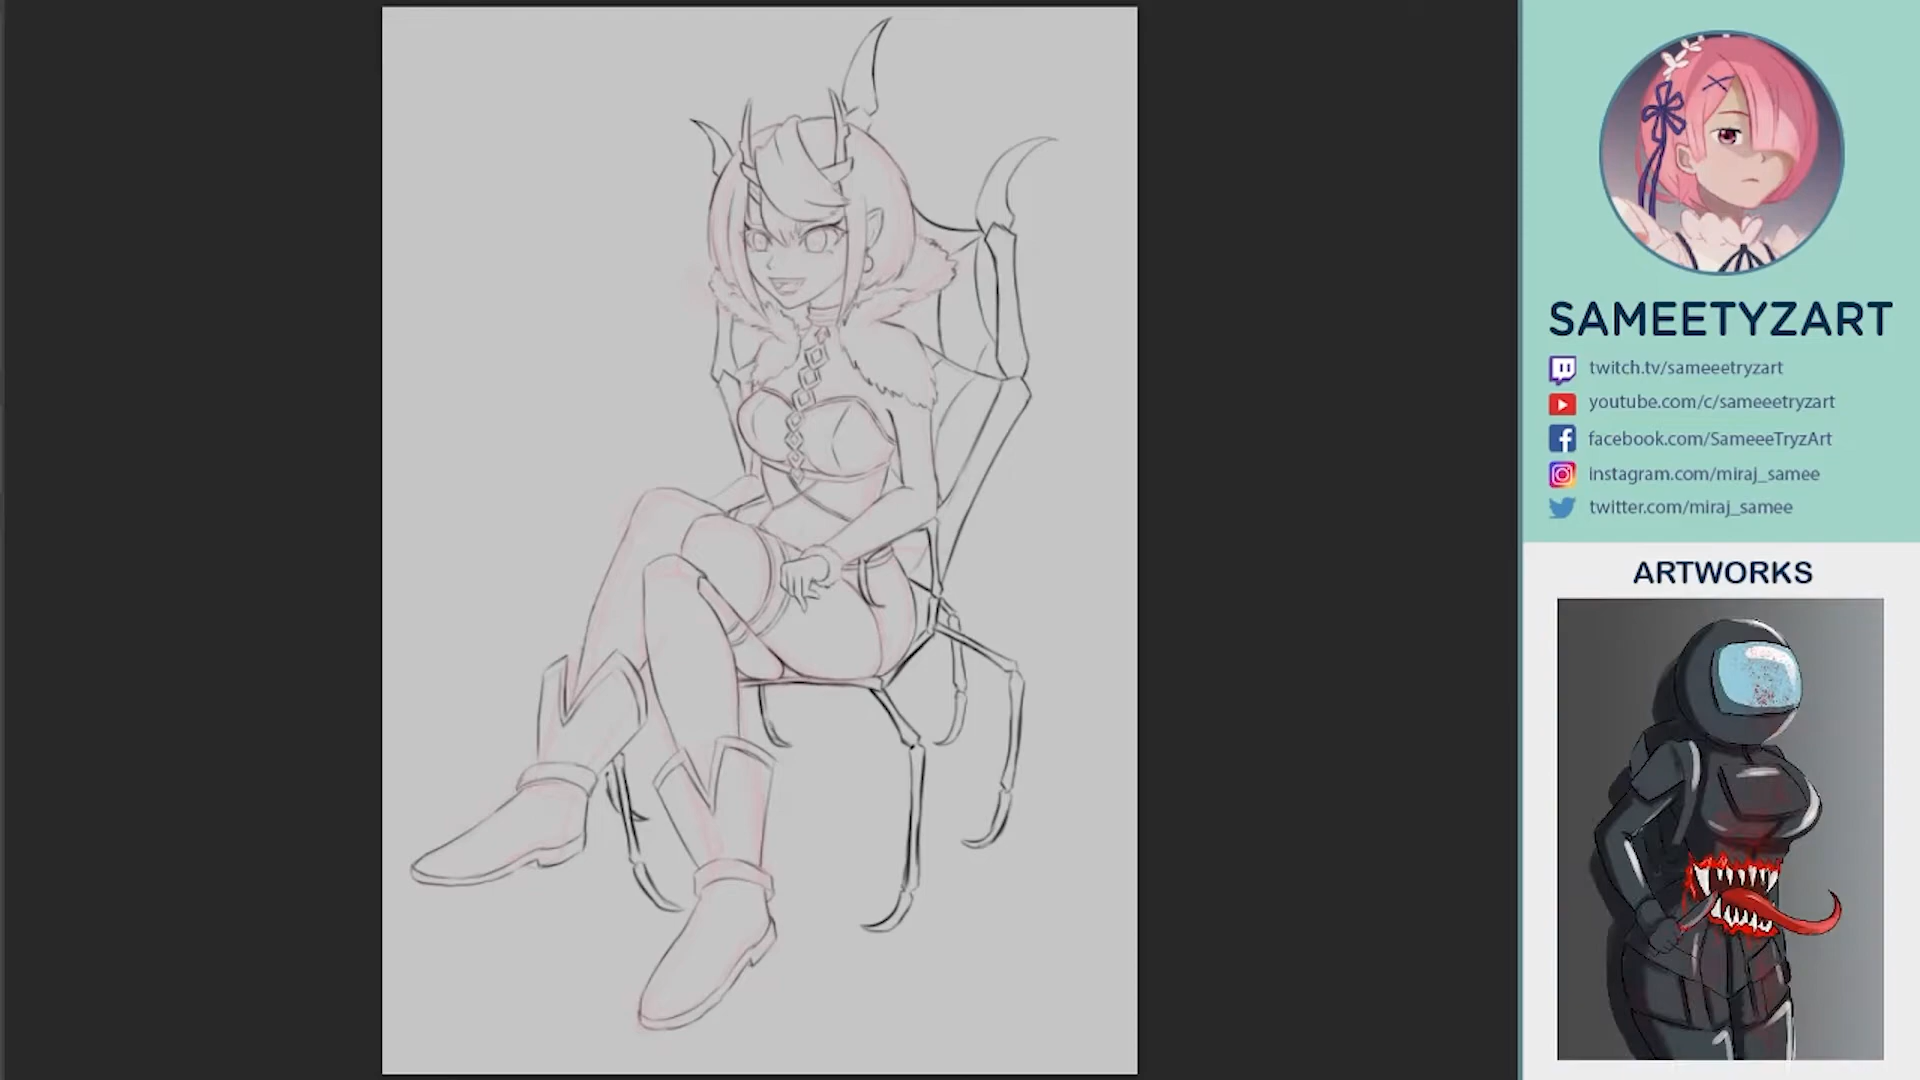 SAMEETYZART
twitch.tv/sameeetryzart
youtube.com/c/sameeetryzart
facebook.com/SameeeTryzArt
instagram.com/miraj_samee
twitter.com/miraj_samee
ARTWORKS